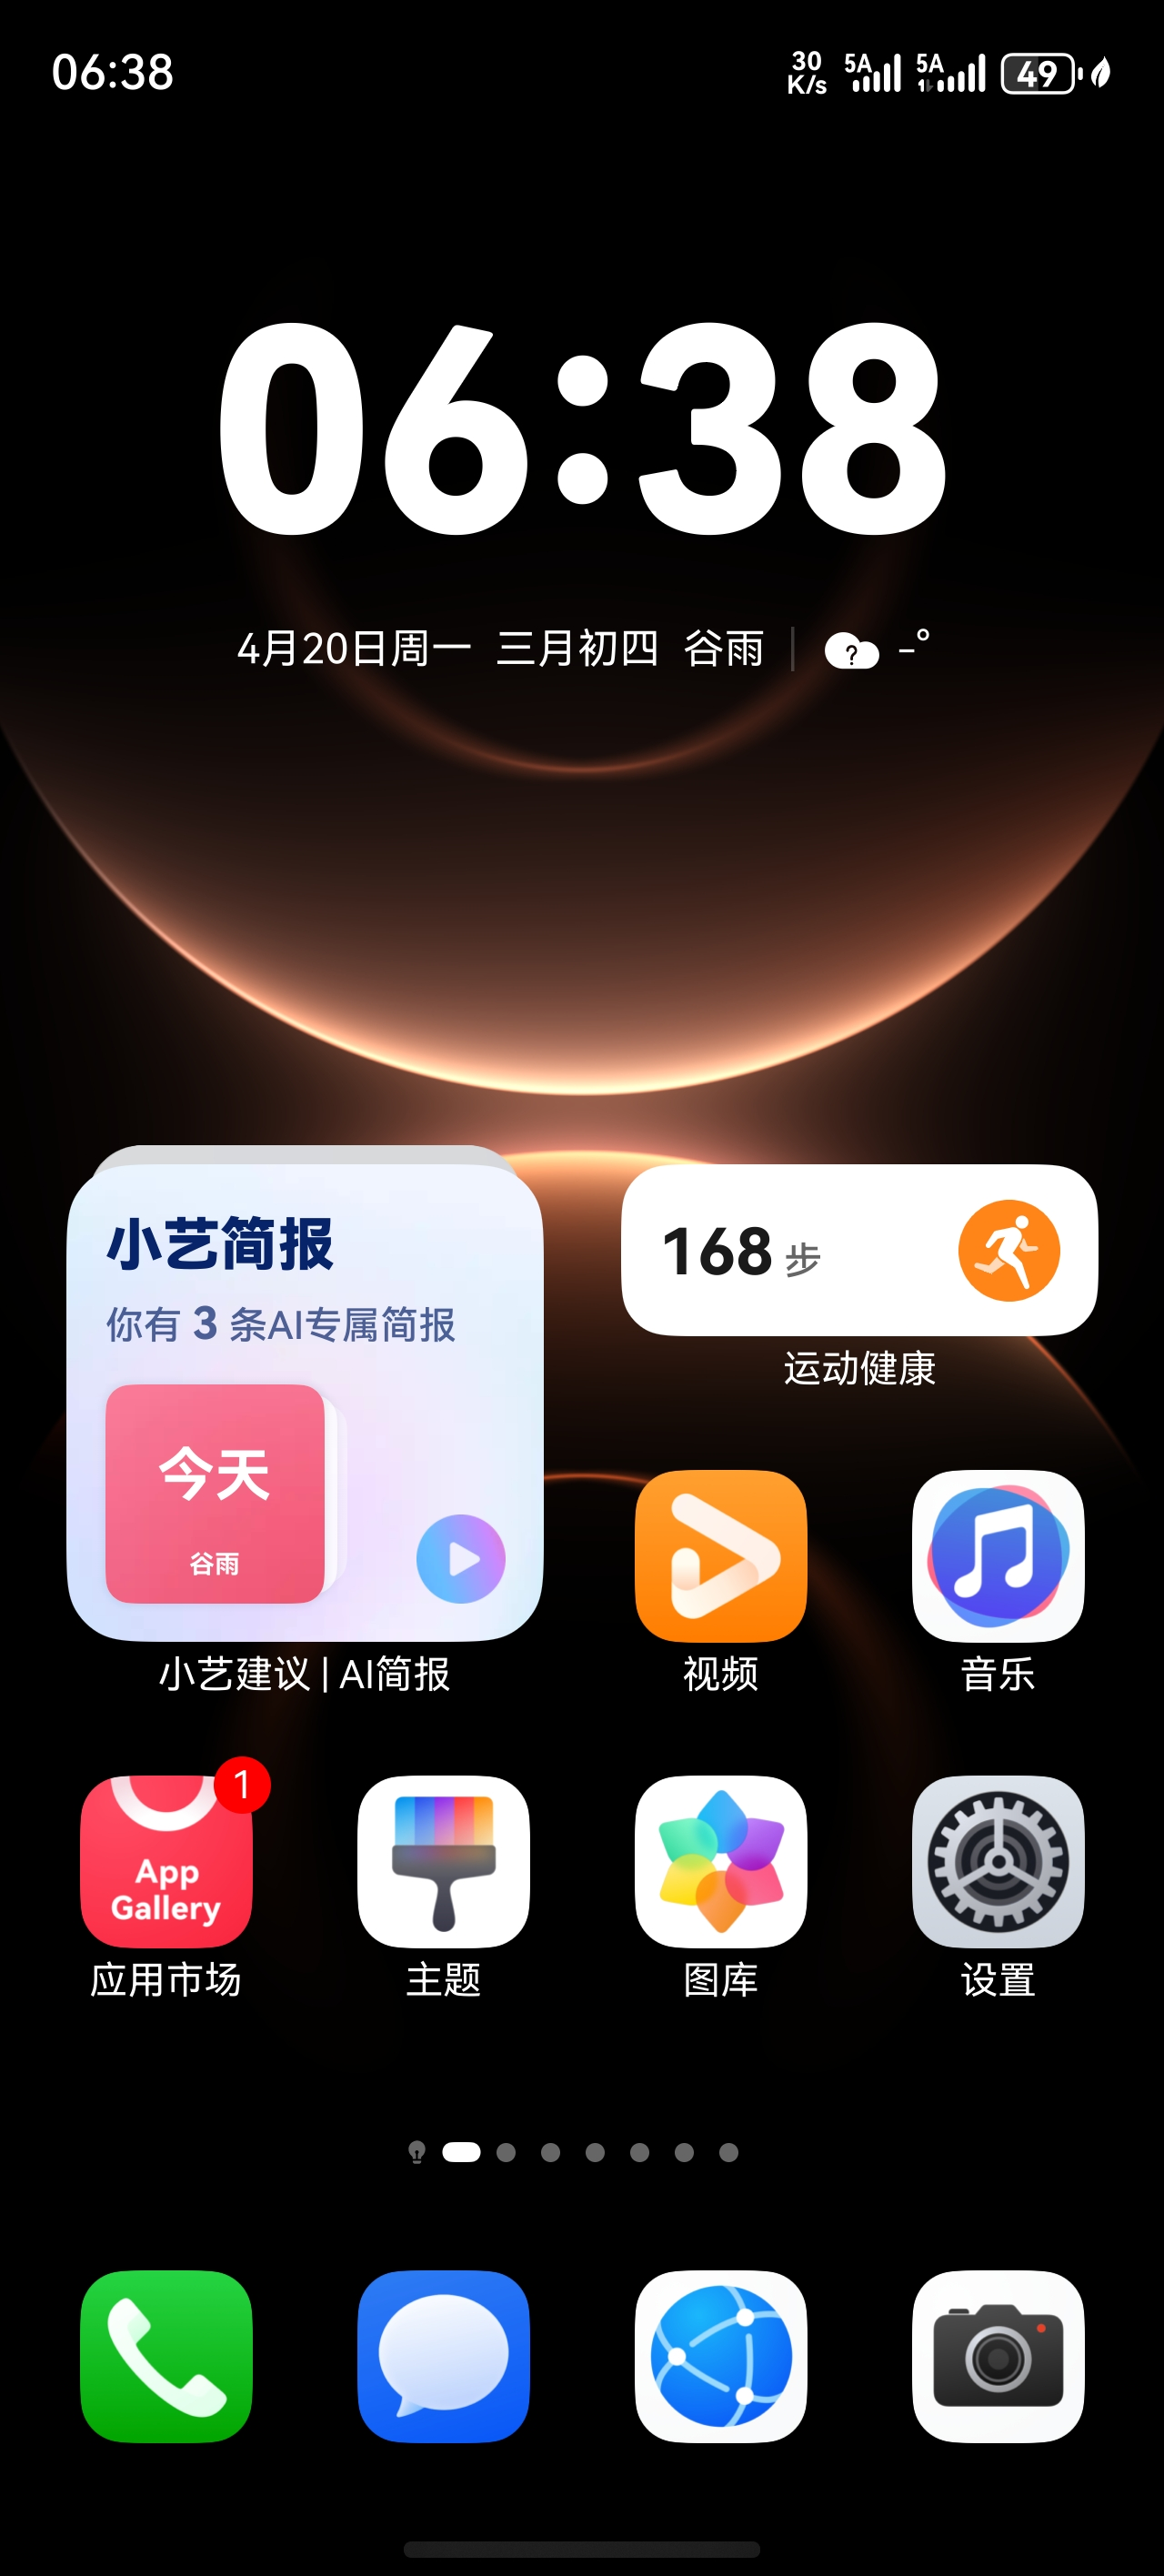 06:38
30 K/s 5A 5A 49
06:38
4月20日周一 三月初四 谷雨 | ? -°
小艺简报
你有 3 条AI专属简报
今天
谷雨
小艺建议 | AI简报
168 步
运动健康
视频 音乐
1
App
Gallery
应用市场 主题 图库 设置